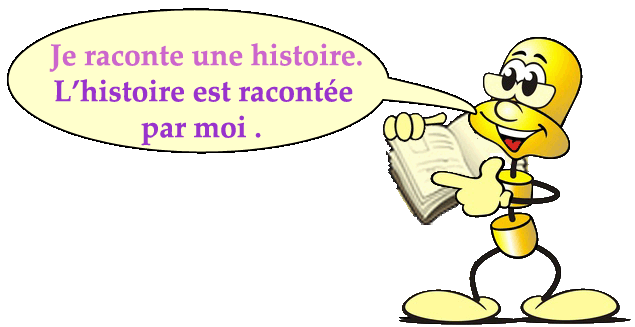 Je raconte une histoire.
L’histoire est racontée
par moi .